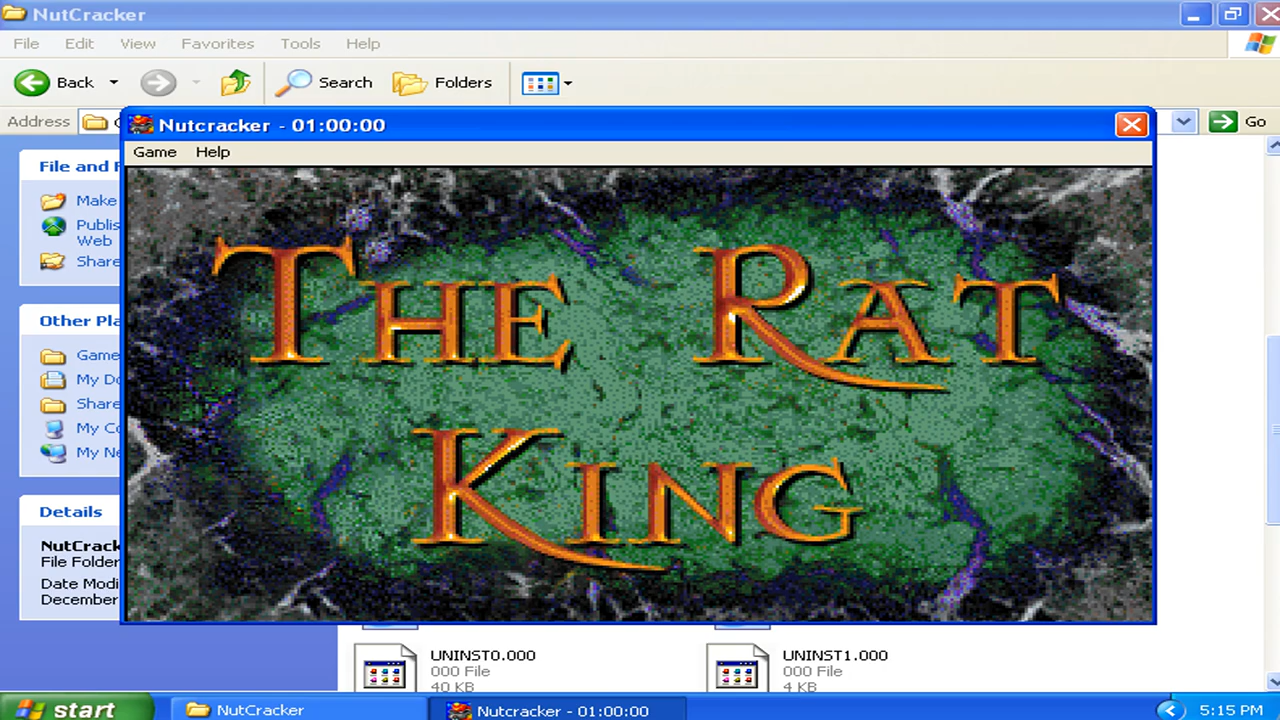 NutCracker
File Edit View Favorites Tools Help
Back Search Folders
Address Go
Nutcracker - 01:00:00
Game Help
File and F
Make
Publis
Web
Share
Other Pla
Game
My Do
Share
My Co
My Ne
Details
NutCrack
File Folder
Date Modi
December
THE RAT
KING
UNINST0.000
000 File
40 KB
UNINST1.000
000 File
4 KB
start NutCracker Nutcracker - 01:00:00 5:15 PM